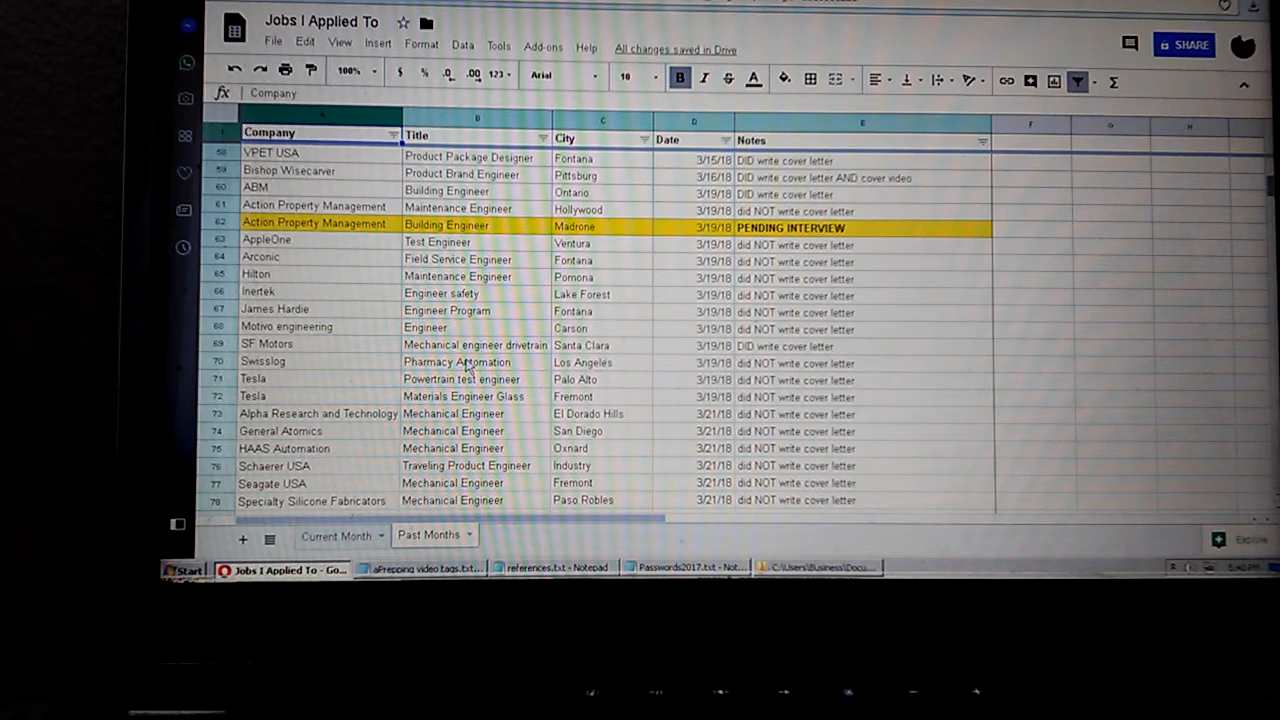 Jobs I Applied To
File Edit View Insert Format Data Tools Add-ons Help All changes saved in Drive
SHARE
100% $ % .0 .00 123 Arial 10 B I S A Σ
fx Company
A B C D E F G H
1 Company Title City Date Notes
58 VPET USA Product Package Designer Fontana 3/15/18 DID write cover letter
59 Bishop Wisecarver Product Brand Engineer Pittsburg 3/16/18 DID write cover letter AND cover video
60 ABM Building Engineer Ontario 3/19/18 DID write cover letter
61 Action Property Management Maintenance Engineer Hollywood 3/19/18 did NOT write cover letter
62 Action Property Management Building Engineer Madrone 3/19/18 PENDING INTERVIEW
63 AppleOne Test Engineer Ventura 3/19/18 did NOT write cover letter
64 Arconic Field Service Engineer Fontana 3/19/18 did NOT write cover letter
65 Hilton Maintenance Engineer Pomona 3/19/18 did NOT write cover letter
66 Inertek Engineer safety Lake Forest 3/19/18 did NOT write cover letter
67 James Hardie Engineer Program Fontana 3/19/18 did NOT write cover letter
68 Motivo engineering Engineer Carson 3/19/18 did NOT write cover letter
69 SF Motors Mechanical engineer drivetrain Santa Clara 3/19/18 DID write cover letter
70 Swisslog Pharmacy Automation Los Angeles 3/19/18 did NOT write cover letter
71 Tesla Powertrain test engineer Palo Alto 3/19/18 did NOT write cover letter
72 Tesla Materials Engineer Glass Fremont 3/19/18 did NOT write cover letter
73 Alpha Research and Technology Mechanical Engineer El Dorado Hills 3/21/18 did NOT write cover letter
74 General Atomics Mechanical Engineer San Diego 3/21/18 did NOT write cover letter
75 HAAS Automation Mechanical Engineer Oxnard 3/21/18 did NOT write cover letter
76 Schaerer USA Traveling Product Engineer Industry 3/21/18 did NOT write cover letter
77 Seagate USA Mechanical Engineer Fremont 3/21/18 did NOT write cover letter
78 Specialty Silicone Fabricators Mechanical Engineer Paso Robles 3/21/18 did NOT write cover letter
+ Current Month Past Months Explore
Start Jobs I Applied To - Go... aPrepping video tags.txt... references.txt - Notepad Passwords2017.txt - Not... C:\Users\Business\Docu... 5:40 PM